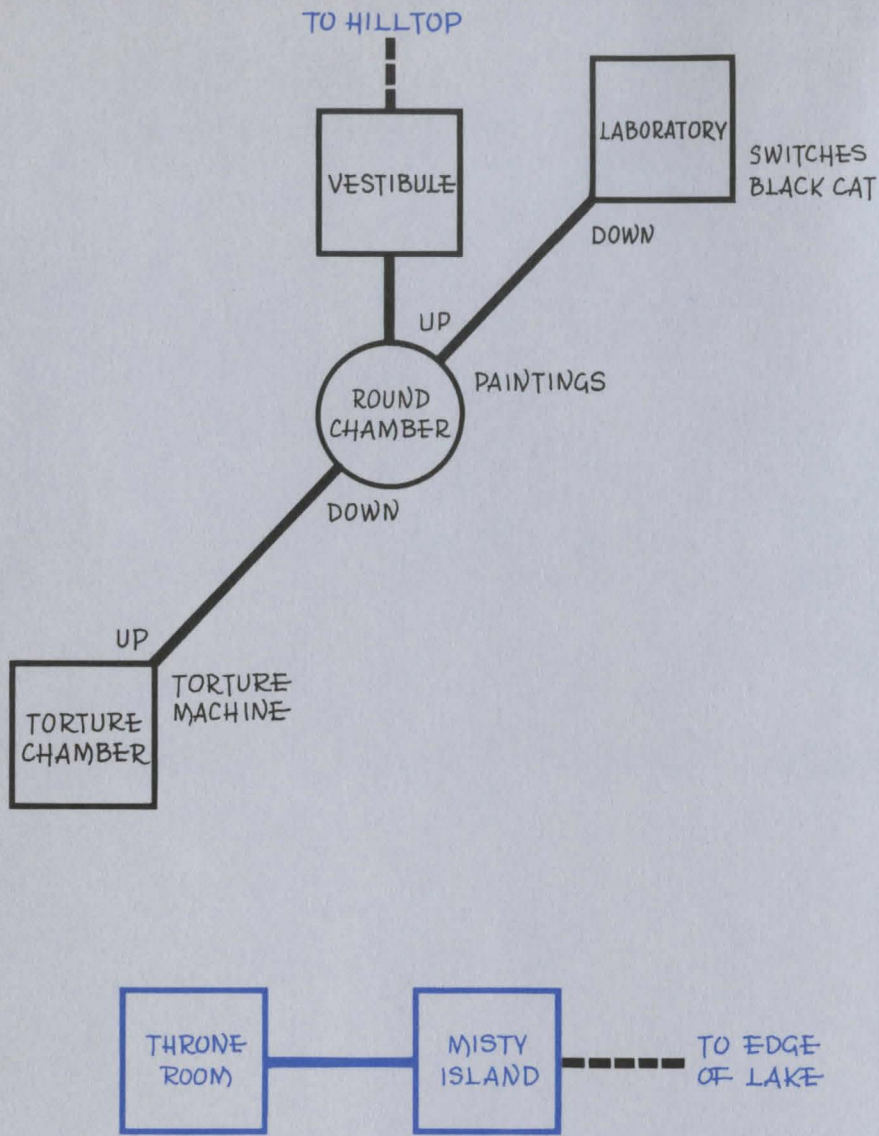 TO HILLTOP
VESTIBULE
LABORATORY
SWITCHES
BLACK CAT
DOWN
UP
PAINTINGS
ROUND
CHAMBER
DOWN
UP
TORTURE
MACHINE
TORTURE
CHAMBER
THRONE
ROOM
MISTY
ISLAND
TO EDGE
OF LAKE